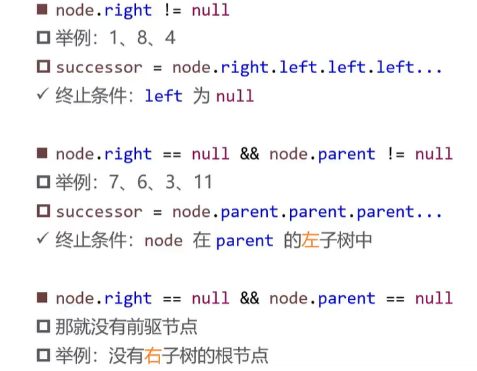 node.right != null
举例：1、8、4
successor = node.right.left.left.left...
终止条件：left 为 null
node.right == null && node.parent != null
举例：7、6、3、11
successor = node.parent.parent.parent...
终止条件：node 在 parent 的左子树中
node.right == null && node.parent == null
那就没有前驱节点
举例：没有右子树的根节点